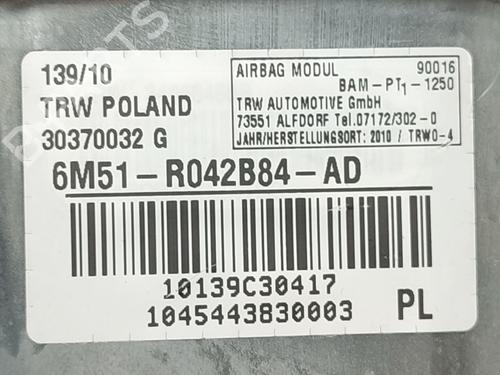 139/10
TRW POLAND
30370032 G
AIRBAG MODUL 90016
BAM-PT1-1250
TRW AUTOMOTIVE GmbH
73551 ALFDORF Tel.07172/302-0
JAHR/HERSTELLUNGSORT: 2010 / TRWO-4
6M51-R042B84-AD
10139C30417
1045443830003 PL